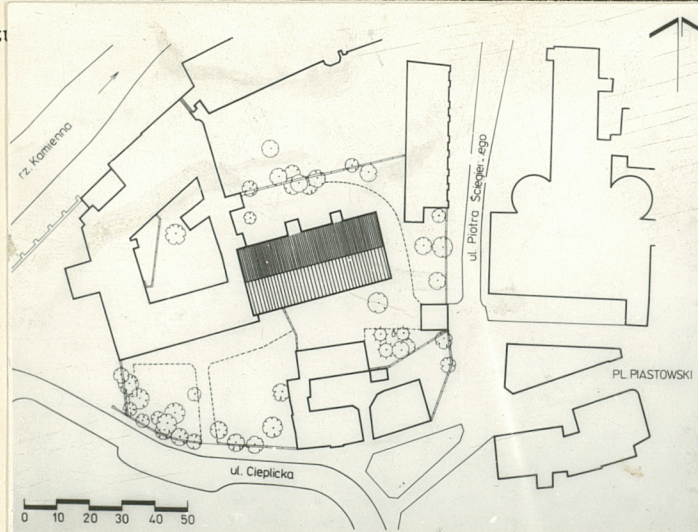 rz. Kamienna
ul. Piotra Ściegiennego
PL. PIASTOWSKI
ul. Cieplicka
0 10 20 30 40 50